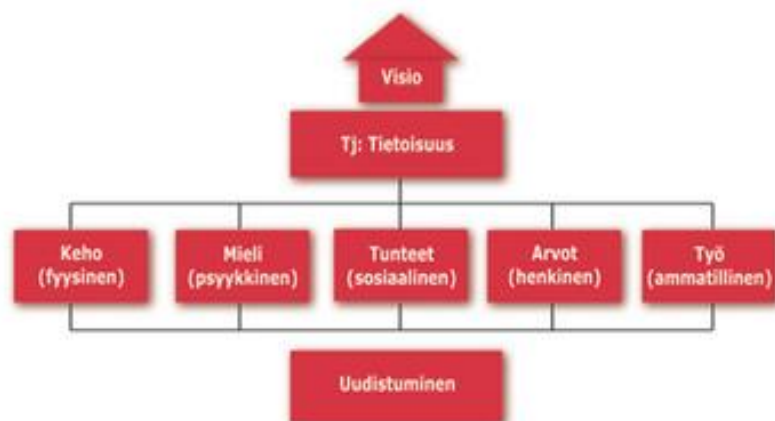 Visio
Tj: Tietoisuus
Keho
(fyysinen)
Mieli
(psyykkinen)
Tunteet
(sosiaalinen)
Arvot
(henkinen)
Työ
(ammatillinen)
Uudistuminen